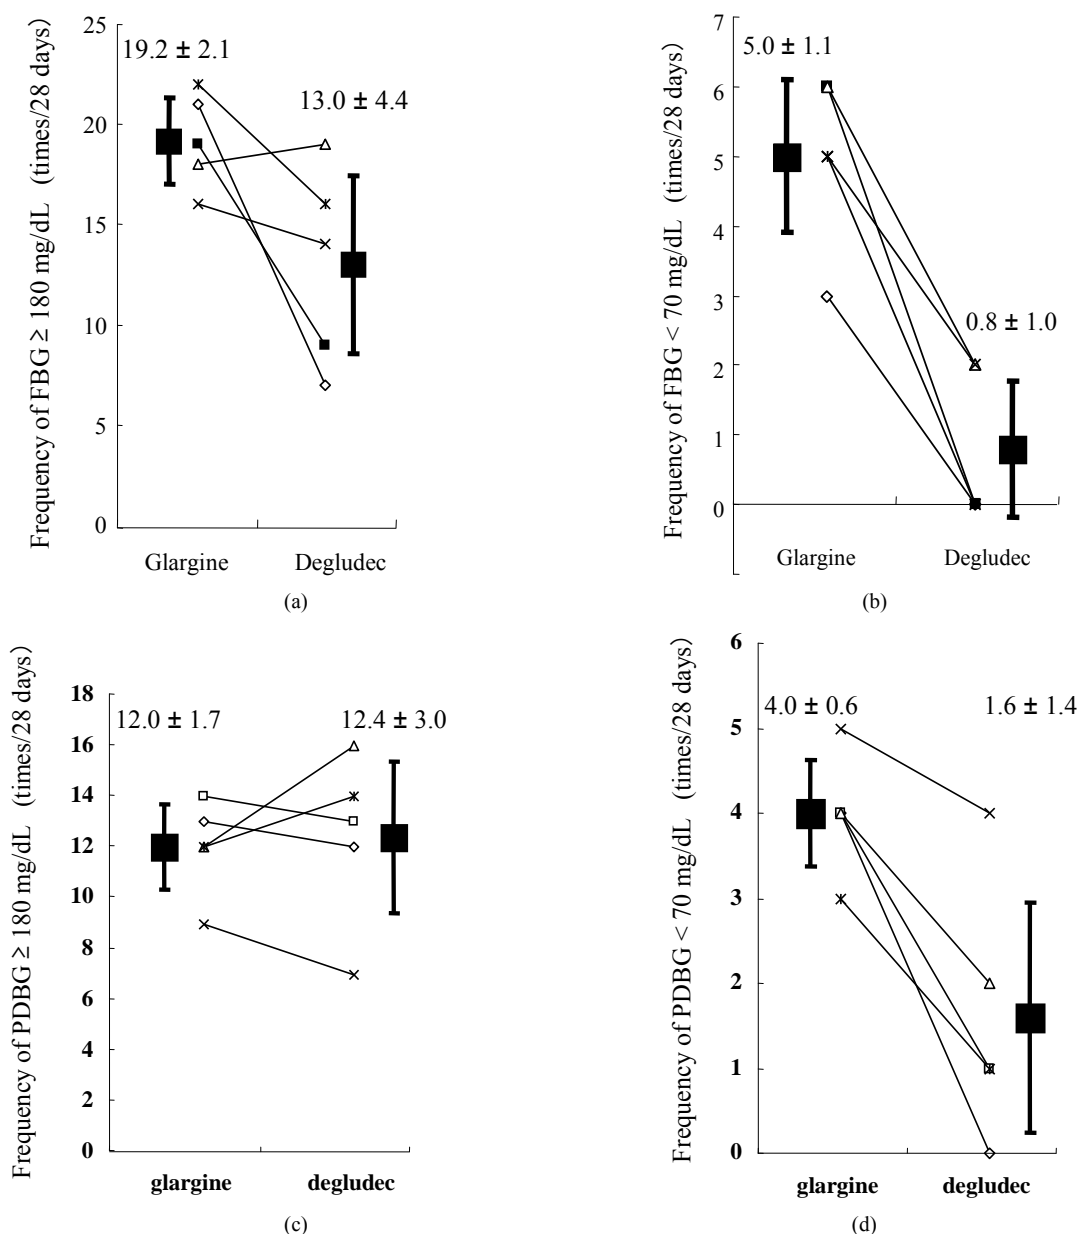 Frequency of FBG ≥ 180 mg/dL (times/28 days)
25
20
15
10
5
0
19.2 ± 2.1
13.0 ± 4.4
Glargine
Degludec
(a)
Frequency of FBG < 70 mg/dL (times/28 days)
7
6
5
4
3
2
1
0
5.0 ± 1.1
0.8 ± 1.0
Glargine
Degludec
(b)
Frequency of PDBG ≥ 180 mg/dL (times/28 days)
18
16
14
12
10
8
6
4
2
0
12.0 ± 1.7
12.4 ± 3.0
glargine
degludec
(c)
Frequency of PDBG < 70 mg/dL (times/28 days)
6
5
4
3
2
1
0
4.0 ± 0.6
1.6 ± 1.4
glargine
degludec
(d)